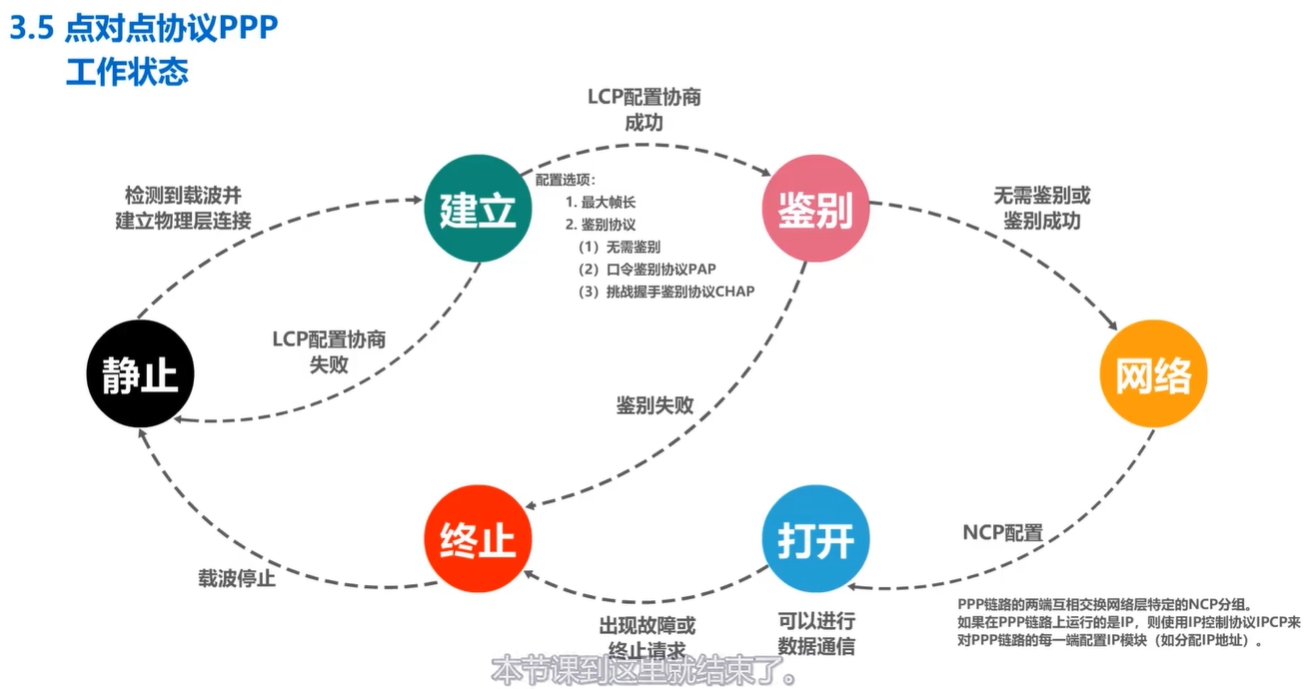 3.5 点对点协议PPP
工作状态
LCP配置协商
成功
检测到载波并
建立物理层连接
建立
配置选项：
1. 最大帧长
2. 鉴别协议
（1）无需鉴别
（2）口令鉴别协议PAP
（3）挑战握手鉴别协议CHAP
鉴别
无需鉴别或
鉴别成功
LCP配置协商
失败
静止
鉴别失败
网络
终止
打开
NCP配置
载波停止
出现故障或
终止请求
可以进行
数据通信
PPP链路的两端互相交换网络层特定的NCP分组。
如果在PPP链路上运行的是IP，则使用IP控制协议IPCP来
对PPP链路的每一端配置IP模块（如分配IP地址）。
本节课到这里就结束了。